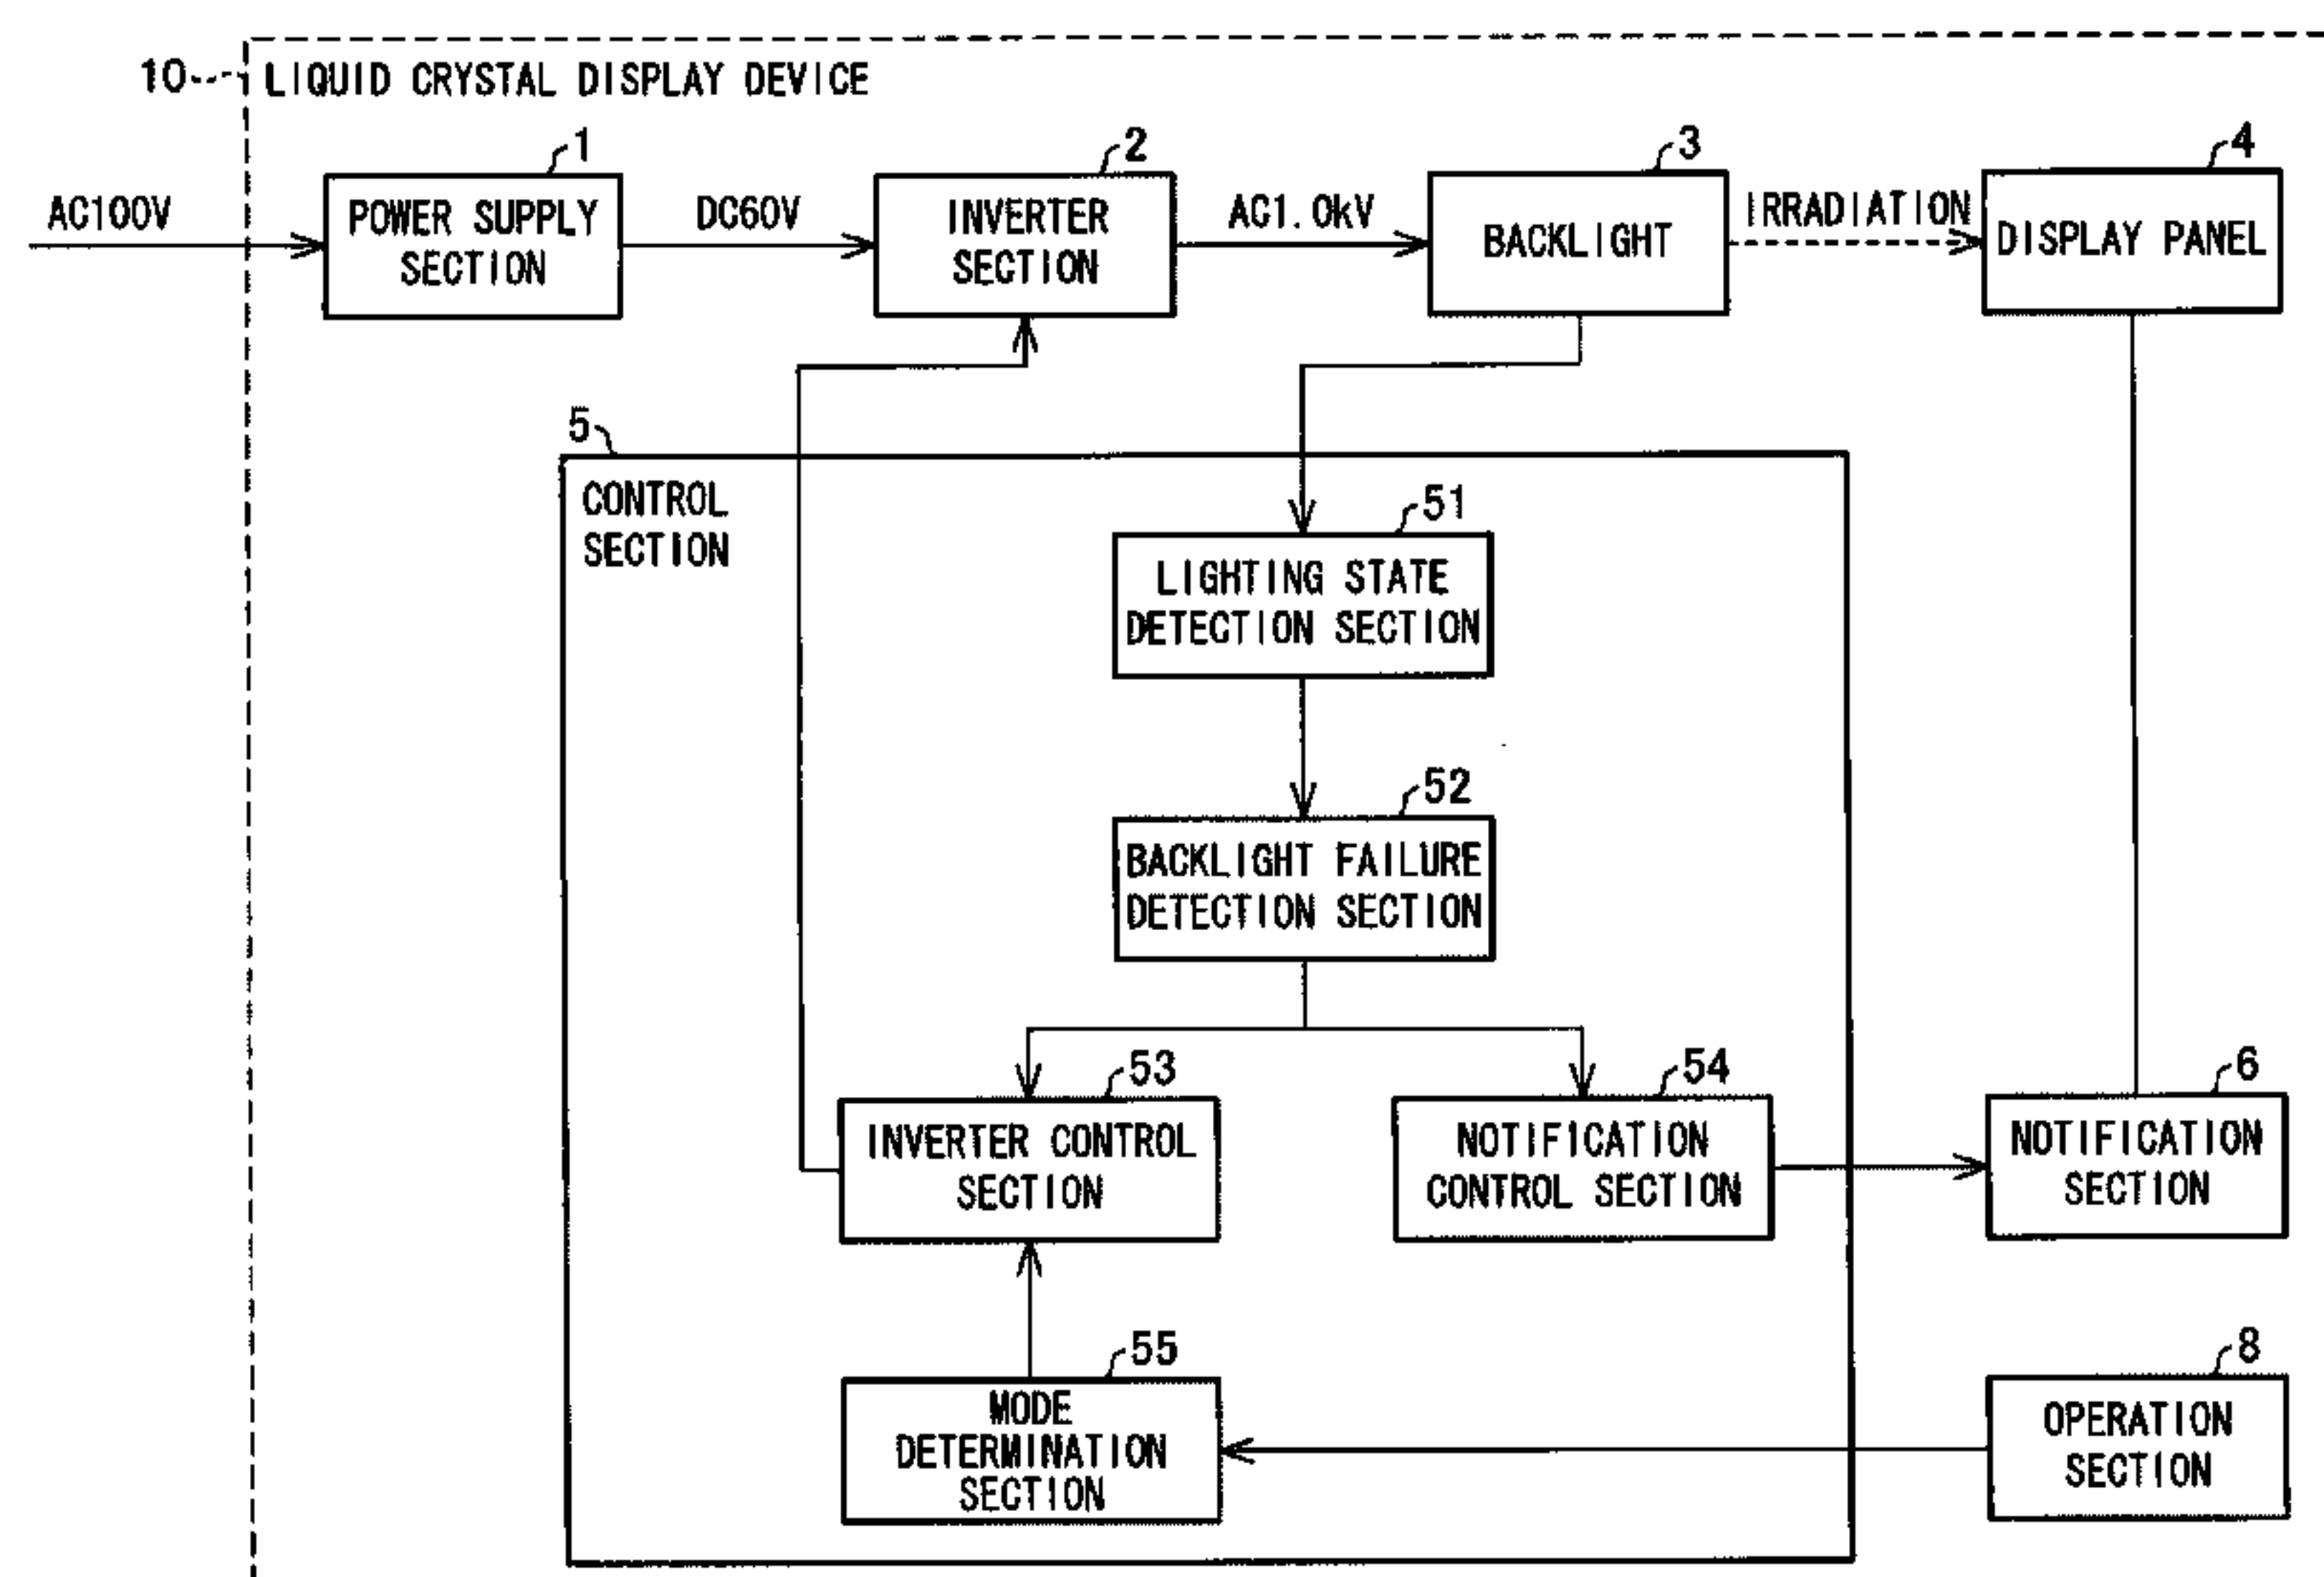 10
LIQUID CRYSTAL DISPLAY DEVICE
1
2
3
4
AC100V
POWER SUPPLY
SECTION
DC60V
INVERTER
SECTION
AC1.0kV
BACKLIGHT
IRRADIATION
DISPLAY PANEL
5
CONTROL
SECTION
51
LIGHTING STATE
DETECTION SECTION
52
BACKLIGHT FAILURE
DETECTION SECTION
53
INVERTER CONTROL
SECTION
54
NOTIFICATION
CONTROL SECTION
6
NOTIFICATION
SECTION
55
MODE
DETERMINATION
SECTION
8
OPERATION
SECTION